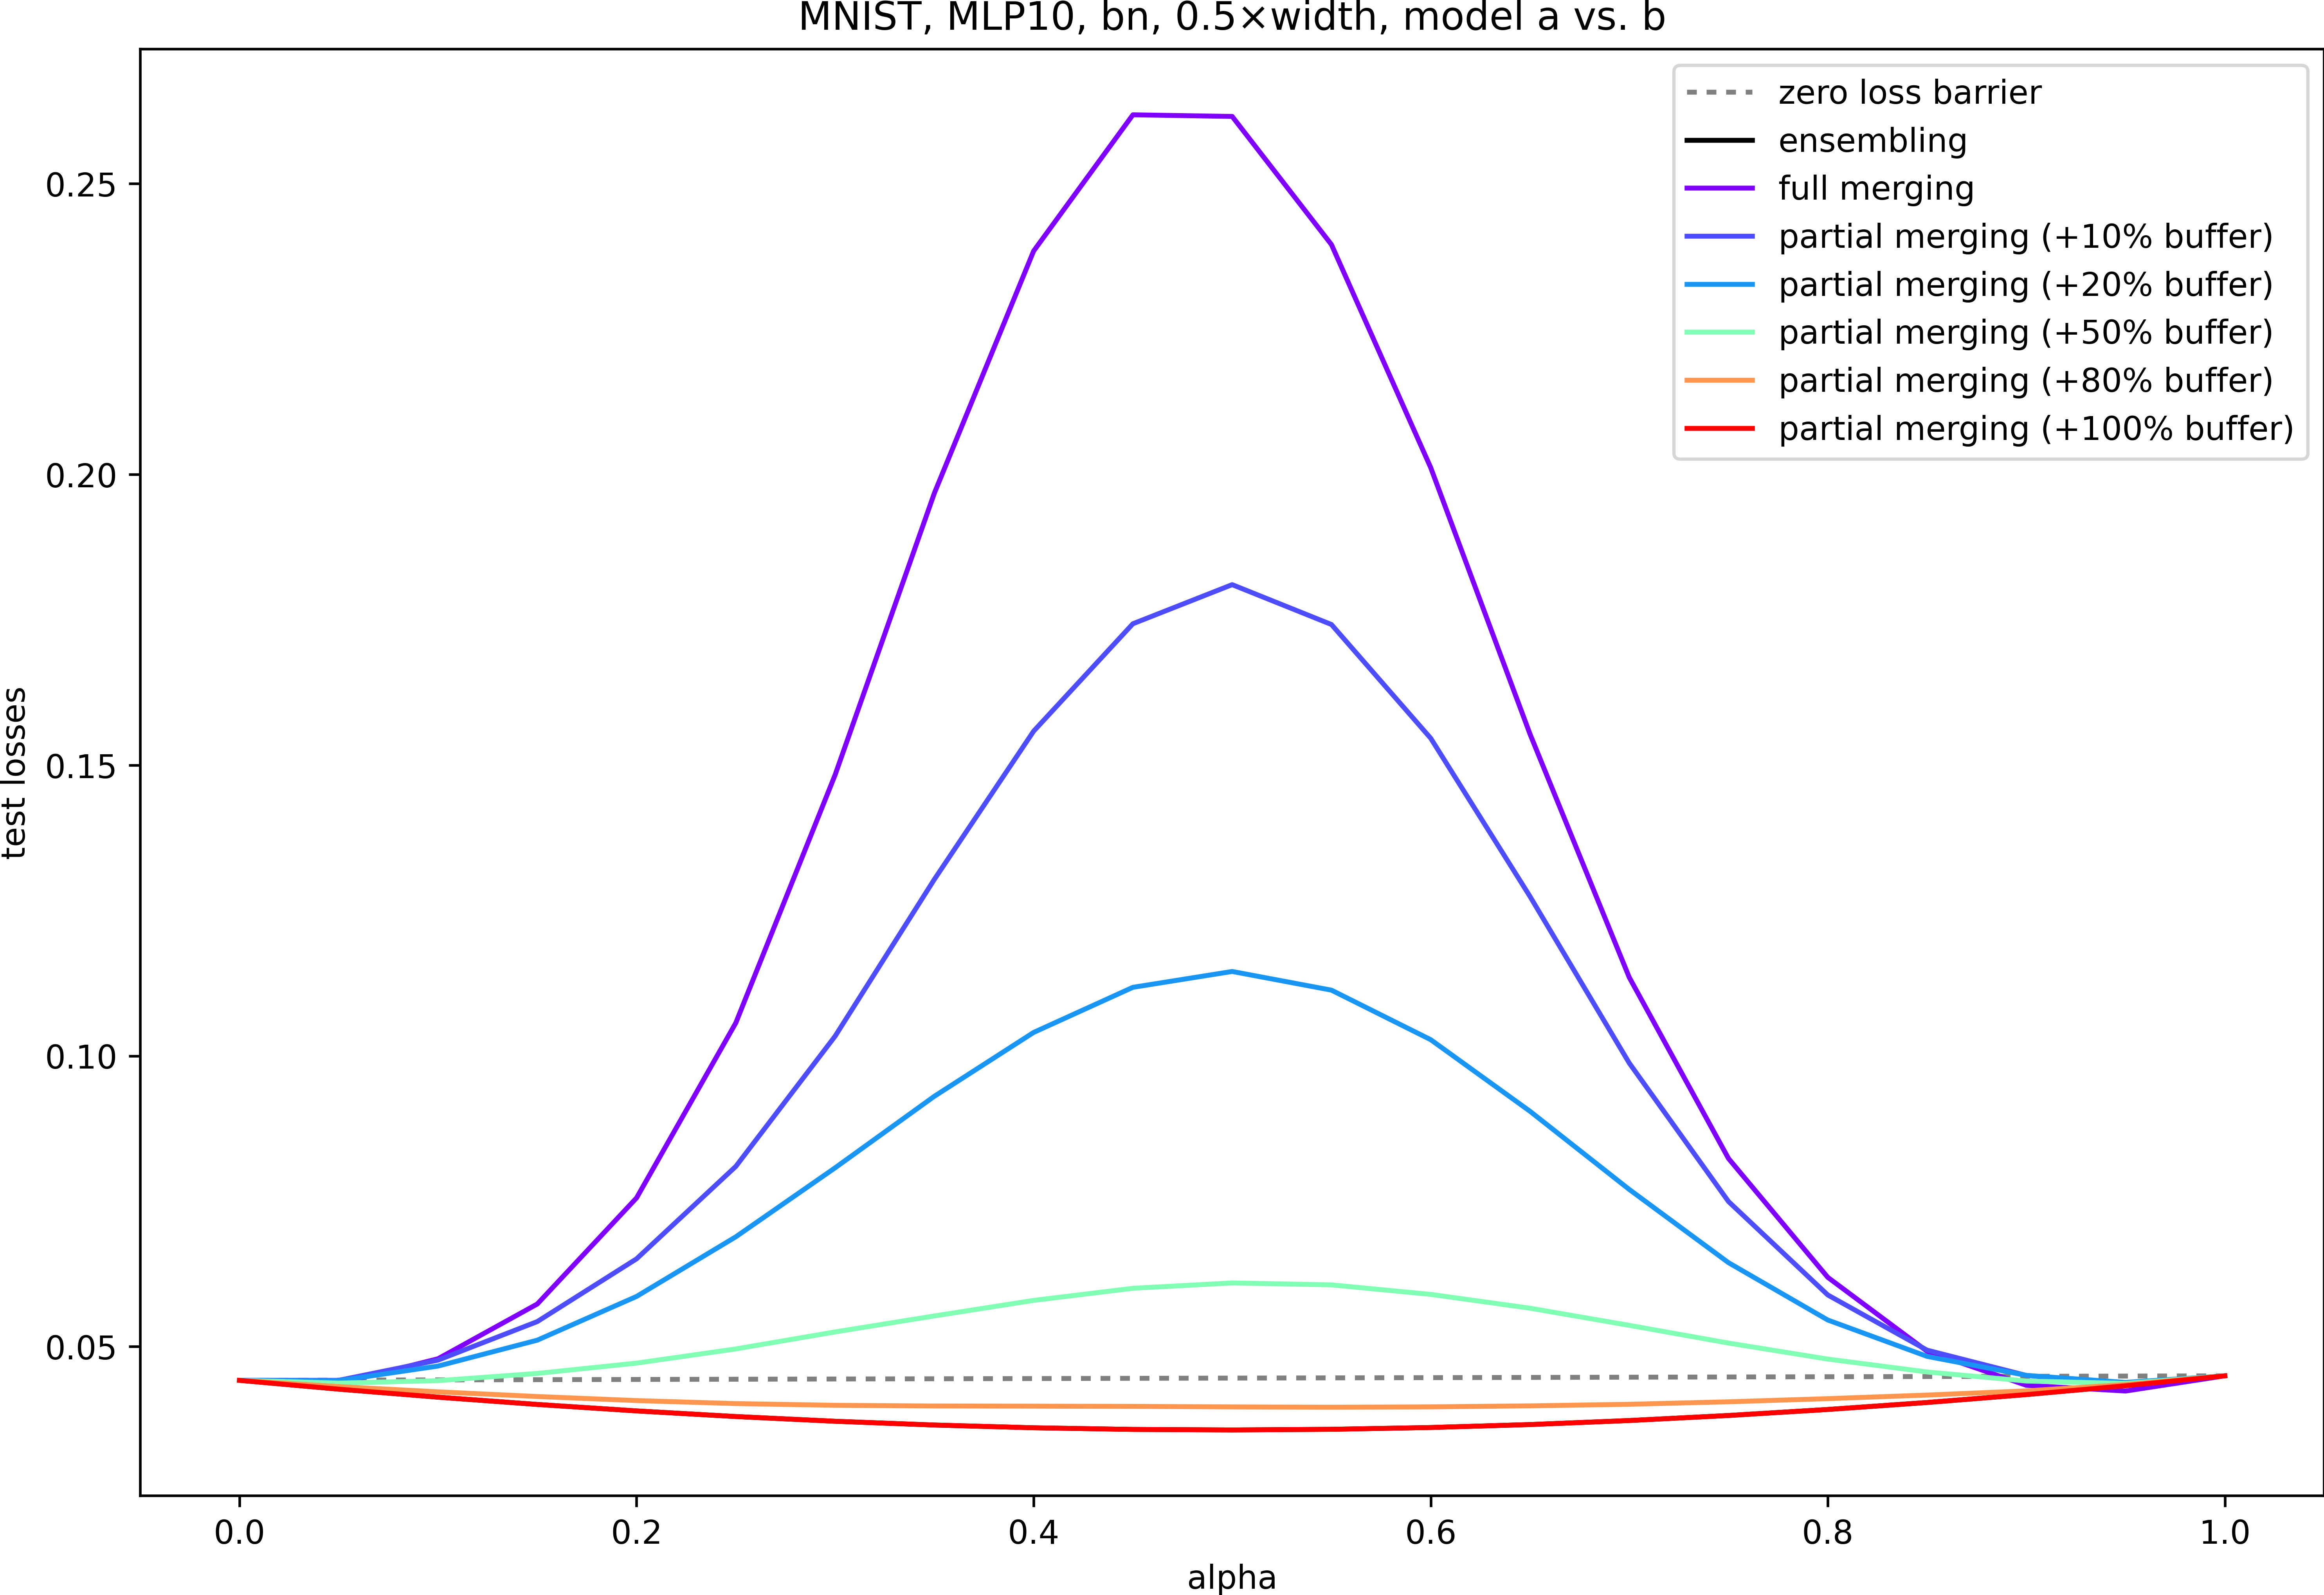 MNIST, MLP10, bn, 0.5×width, model a vs. b
zero loss barrier
ensembling
full merging
partial merging (+10% buffer)
partial merging (+20% buffer)
partial merging (+50% buffer)
partial merging (+80% buffer)
partial merging (+100% buffer)
test losses
0.25
0.20
0.15
0.10
0.05
0.0 0.2 0.4 0.6 0.8 1.0
alpha